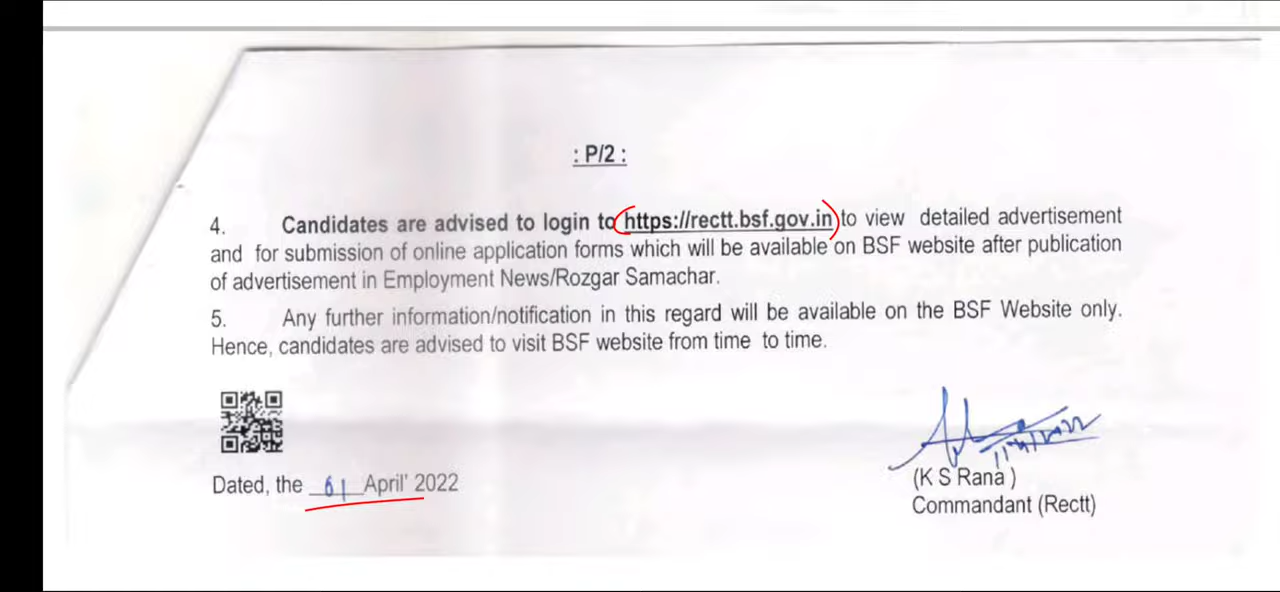 : P/2 :
4. Candidates are advised to login to https://rectt.bsf.gov.in to view detailed advertisement
and for submission of online application forms which will be available on BSF website after publication
of advertisement in Employment News/Rozgar Samachar.
5. Any further information/notification in this regard will be available on the BSF Website only.
Hence, candidates are advised to visit BSF website from time to time.
Dated, the 61 April' 2022
(K S Rana )
Commandant (Rectt)